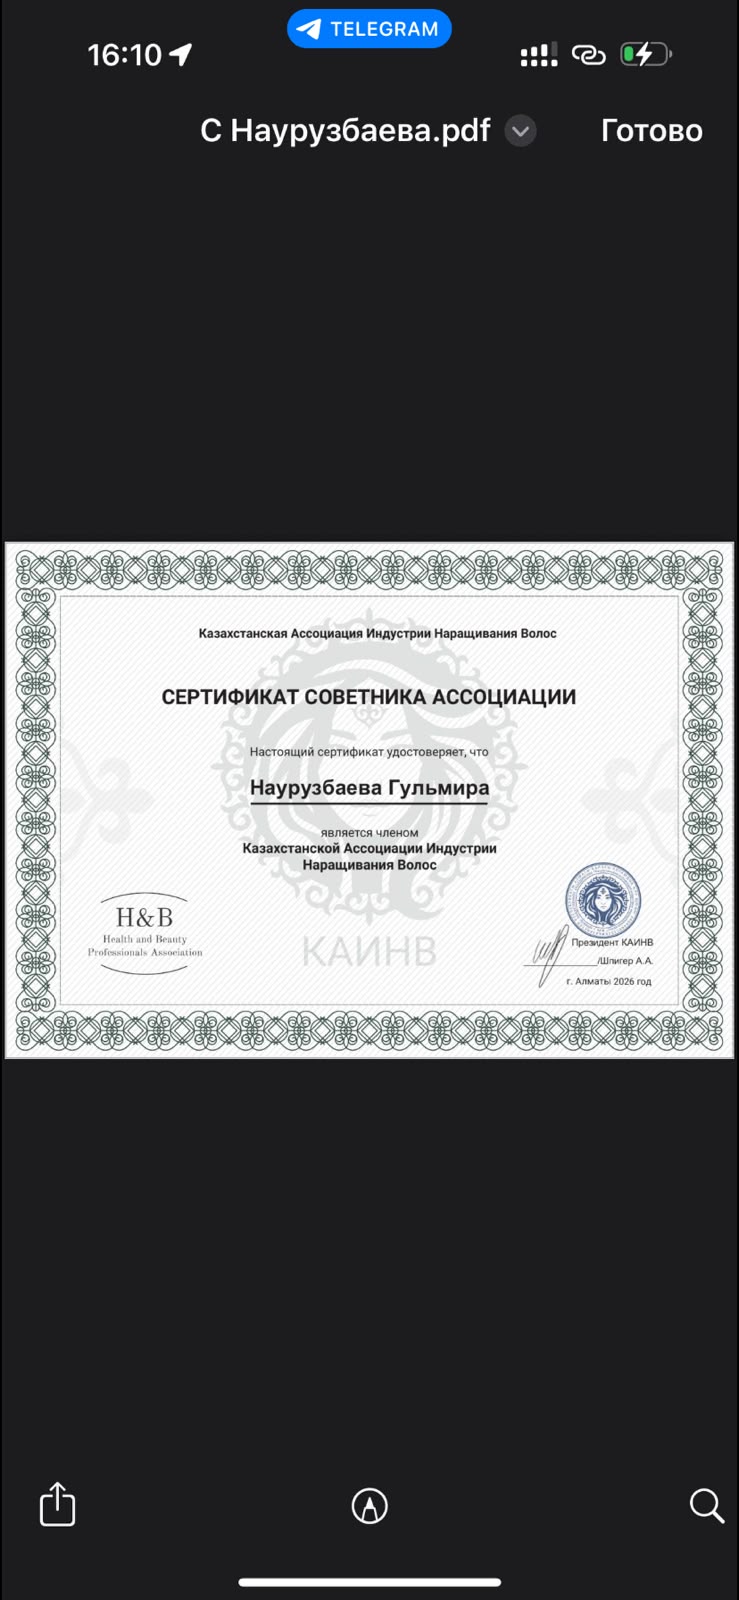 16:10
TELEGRAM
С Наурузбаева.pdf
Готово
Казахстанская Ассоциация Индустрии Наращивания Волос
СЕРТИФИКАТ СОВЕТНИКА АССОЦИАЦИИ
Настоящий сертификат удостоверяет, что
Наурузбаева Гульмира
является членом
Казахстанской Ассоциации Индустрии
Наращивания Волос
КАИНВ
H&B
Health and Beauty
Professionals Association
Президент КАИНВ
/Шпигер А.А.
г. Алматы 2026 год